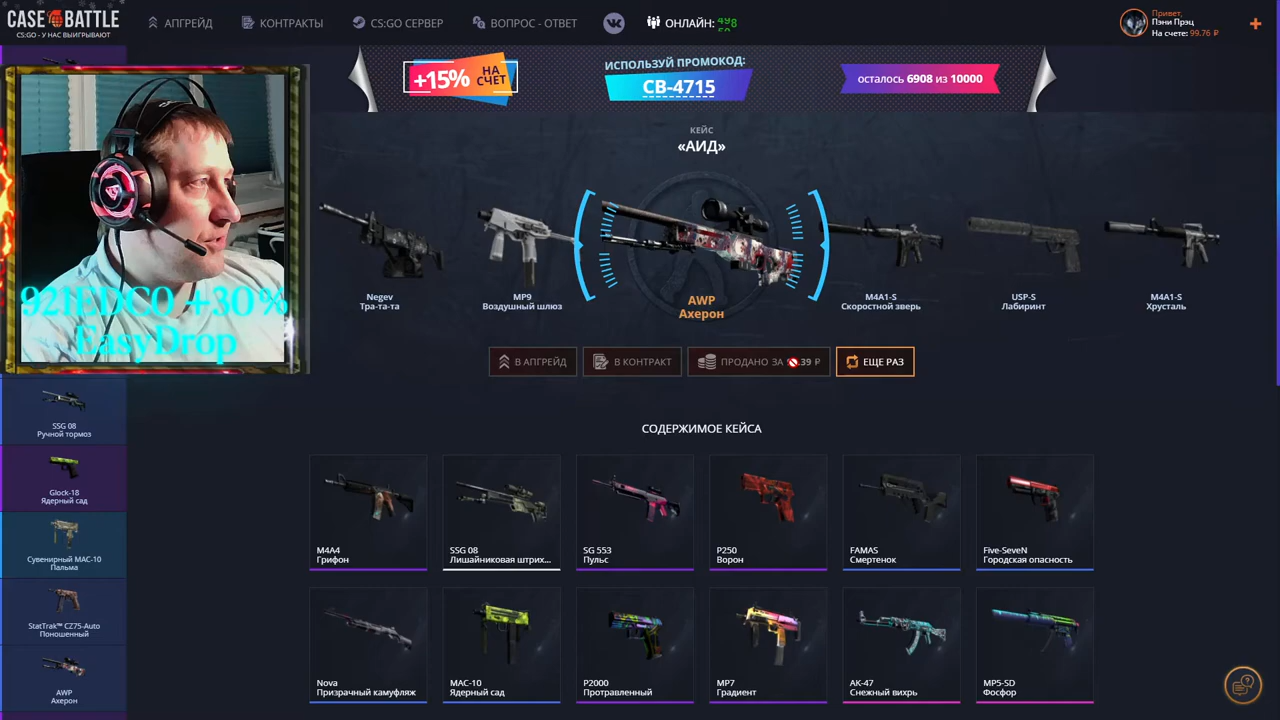 CASE BATTLE
CS:GO - У НАС ВЫИГРЫВАЮТ
АПГРЕЙД
КОНТРАКТЫ
CS:GO СЕРВЕР
ВОПРОС - ОТВЕТ
ОНЛАЙН:
Привет,
Пэни Прэц
На счете: 99.76 ₽
+15%
НА
СЧЕТ
ИСПОЛЬЗУЙ ПРОМОКОД:
CB-4715
осталось 6908 из 10000
КЕЙС
«АИД»
Negev
Тра-та-та
MP9
Воздушный шлюз
AWP
Ахерон
M4A1-S
Скоростной зверь
USP-S
Лабиринт
M4A1-S
Хрусталь
921EDC0 +30%
EasyDrop
В АПГРЕЙД
В КОНТРАКТ
ПРОДАНО ЗА .39 ₽
ЕЩЕ РАЗ
СОДЕРЖИМОЕ КЕЙСА
SSG 08
Ручной тормоз
Glock-18
Ядерный сад
Сувенирный MAC-10
Пальма
StatTrak™ CZ75-Auto
Поношенный
AWP
Ахерон
M4A4
Грифон
SSG 08
Лишайниковая штрих...
SG 553
Пульс
P250
Ворон
FAMAS
Смертенок
Five-SeveN
Городская опасность
Nova
Призрачный камуфляж
MAC-10
Ядерный сад
P2000
Протравленный
MP7
Градиент
AK-47
Снежный вихрь
MP5-SD
Фосфор